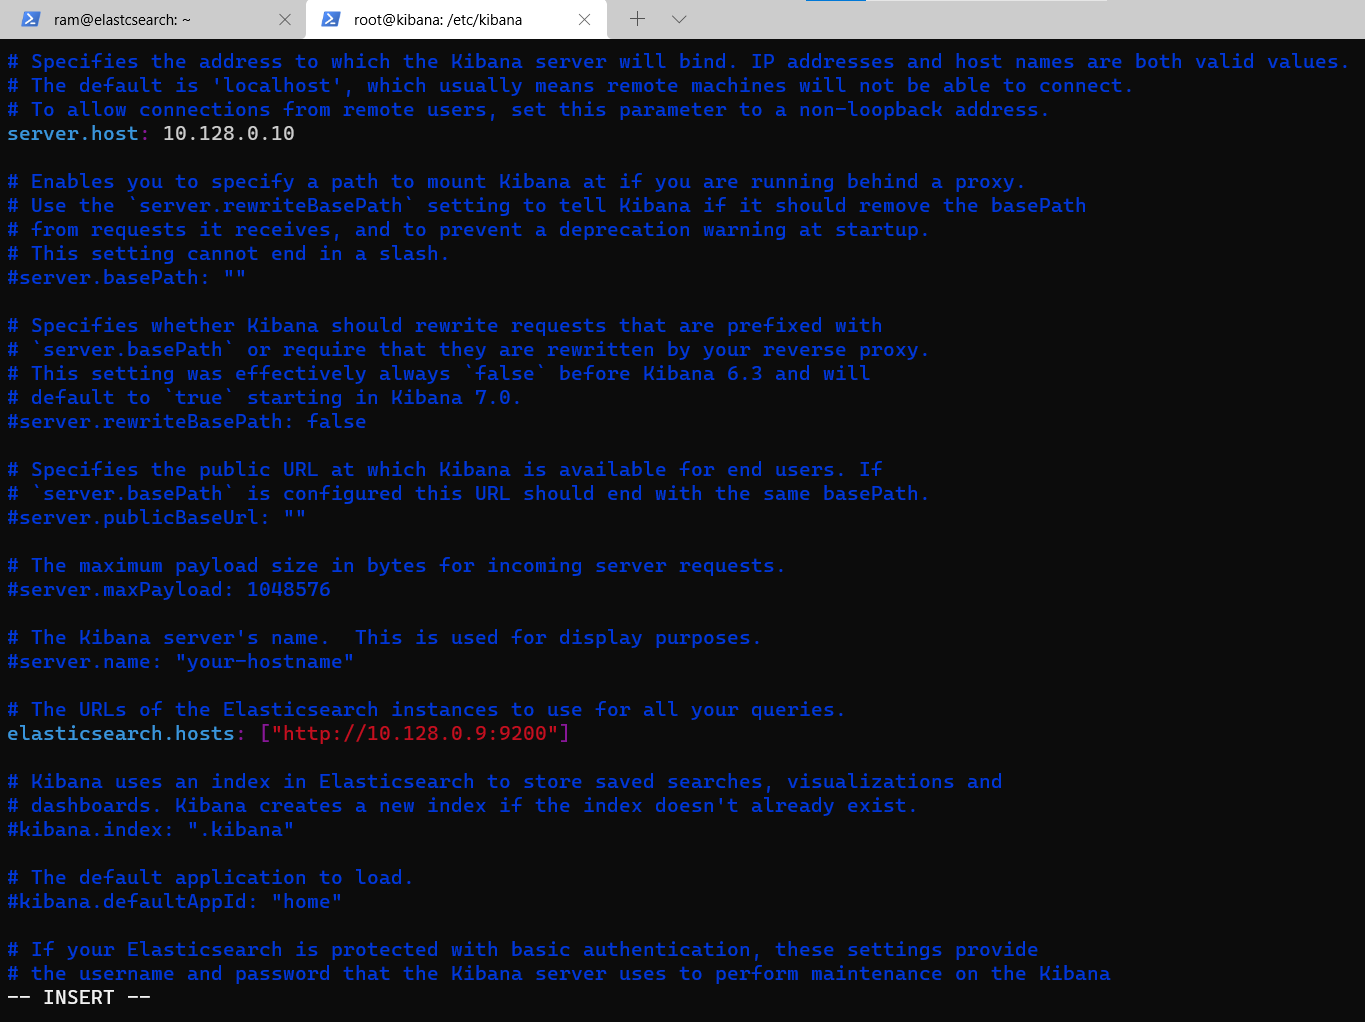 ram@elastcsearch: ~
root@kibana: /etc/kibana
# Specifies the address to which the Kibana server will bind. IP addresses and host names are both valid values.
# The default is 'localhost', which usually means remote machines will not be able to connect.
# To allow connections from remote users, set this parameter to a non-loopback address.
server.host: 10.128.0.10
# Enables you to specify a path to mount Kibana at if you are running behind a proxy.
# Use the `server.rewriteBasePath` setting to tell Kibana if it should remove the basePath
# from requests it receives, and to prevent a deprecation warning at startup.
# This setting cannot end in a slash.
#server.basePath: ""
# Specifies whether Kibana should rewrite requests that are prefixed with
# `server.basePath` or require that they are rewritten by your reverse proxy.
# This setting was effectively always `false` before Kibana 6.3 and will
# default to `true` starting in Kibana 7.0.
#server.rewriteBasePath: false
# Specifies the public URL at which Kibana is available for end users. If
# `server.basePath` is configured this URL should end with the same basePath.
#server.publicBaseUrl: ""
# The maximum payload size in bytes for incoming server requests.
#server.maxPayload: 1048576
# The Kibana server's name.  This is used for display purposes.
#server.name: "your-hostname"
# The URLs of the Elasticsearch instances to use for all your queries.
elasticsearch.hosts: ["http://10.128.0.9:9200"]
# Kibana uses an index in Elasticsearch to store saved searches, visualizations and
# dashboards. Kibana creates a new index if the index doesn't already exist.
#kibana.index: ".kibana"
# The default application to load.
#kibana.defaultAppId: "home"
# If your Elasticsearch is protected with basic authentication, these settings provide
# the username and password that the Kibana server uses to perform maintenance on the Kibana
-- INSERT --